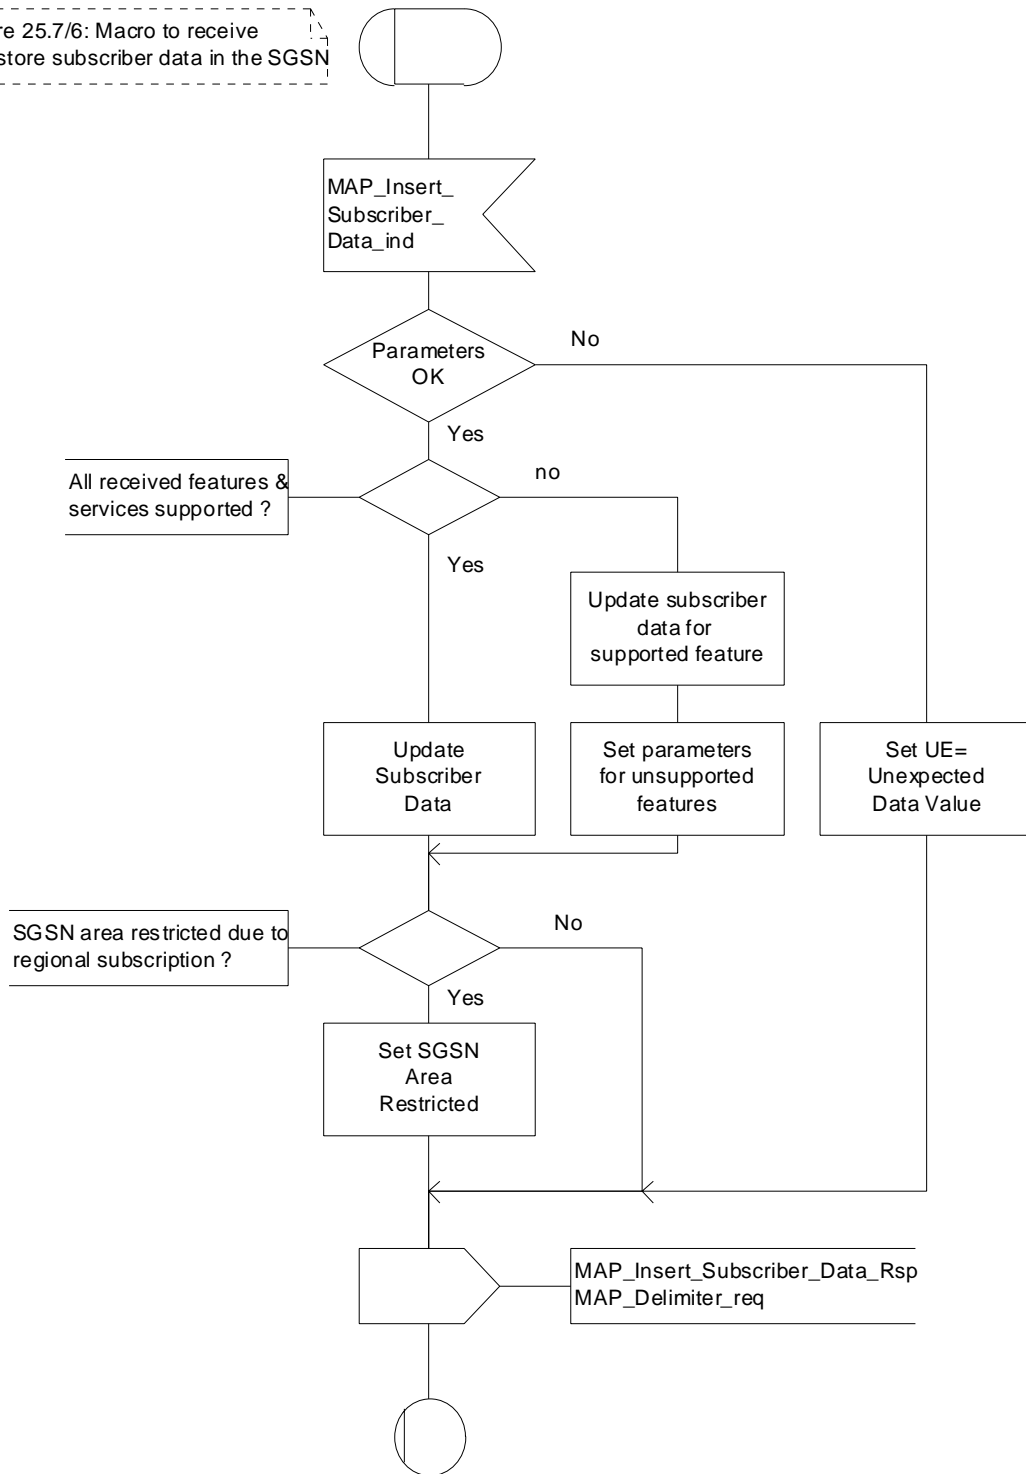 re 25.7/6: Macro to receive
store subscriber data in the SGSN
MAP_Insert_
Subscriber_
Data_ind
Parameters
OK
No
Yes
All received features &
services supported ?
no
Yes
Update subscriber
data for
supported feature
Update
Subscriber
Data
Set parameters
for unsupported
features
Set UE=
Unexpected
Data Value
SGSN area restricted due to
regional subscription ?
No
Yes
Set SGSN
Area
Restricted
MAP_Insert_Subscriber_Data_Rsp
MAP_Delimiter_req